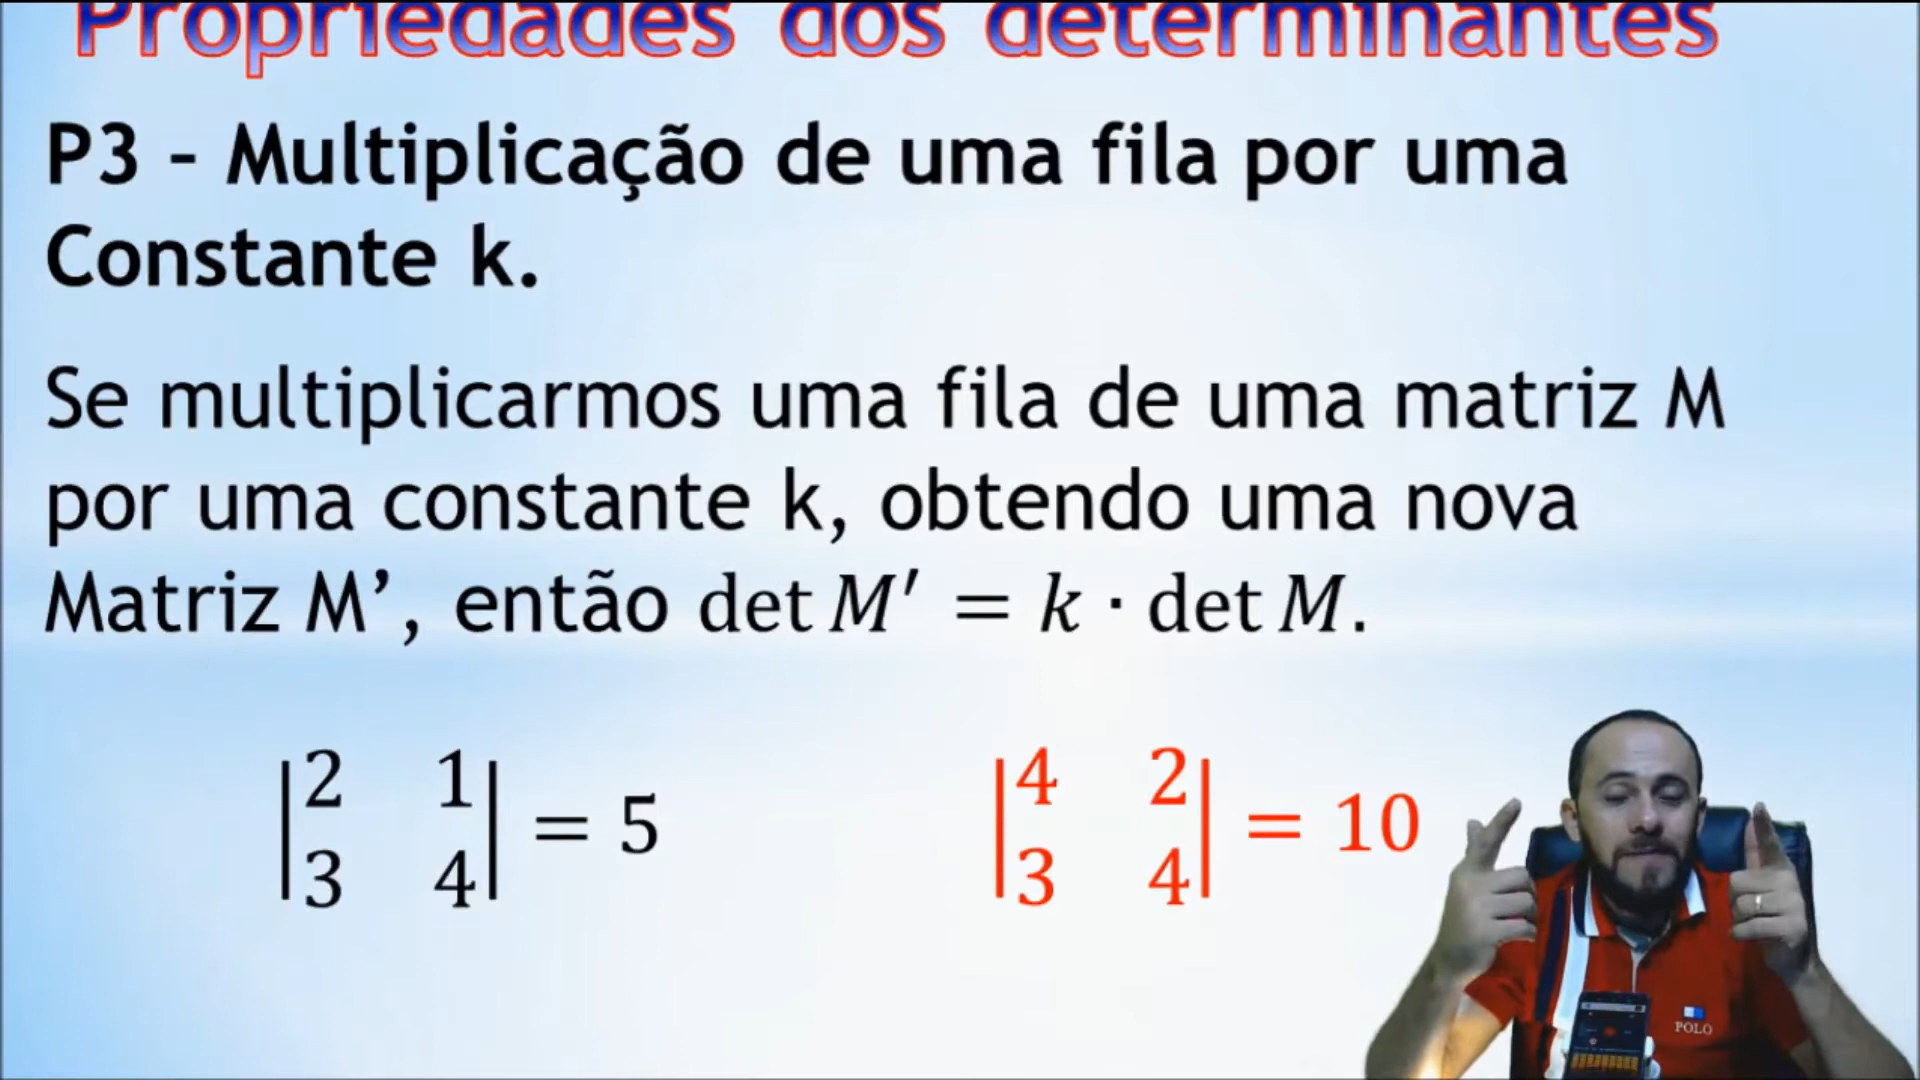 Propriedades dos determinantes
P3 – Multiplicação de uma fila por uma
Constante k.
Se multiplicarmos uma fila de uma matriz M
por uma constante k, obtendo uma nova
Matriz M’, então det M′ = k · det M.
|2 1|
|3 4| = 5
|4 2|
|3 4| = 10
POLO